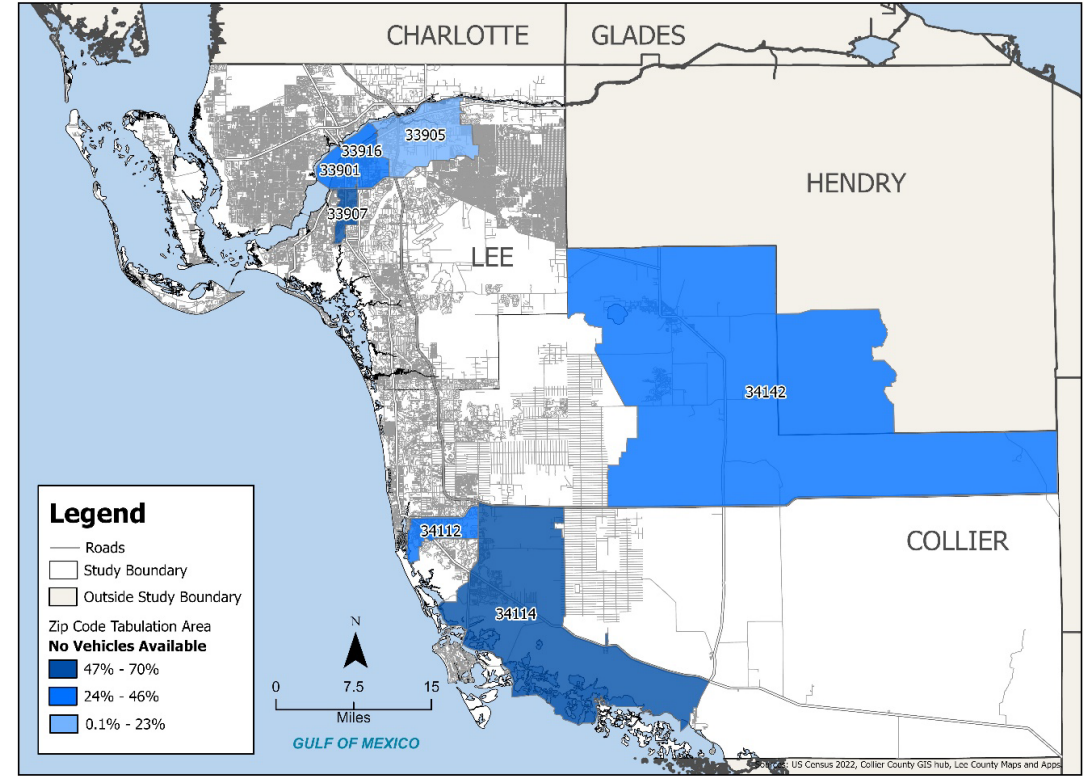 CHARLOTTE
GLADES
33905
33916
33901
33907
HENDRY
LEE
34142
34112
COLLIER
34114
Legend
Roads
Study Boundary
Outside Study Boundary
Zip Code Tabulation Area
No Vehicles Available
47% - 70%
24% - 46%
0.1% - 23%
N
0 7.5 15
Miles
GULF OF MEXICO
US Census 2022, Collier County GIS hub, Lee County Maps and Apps